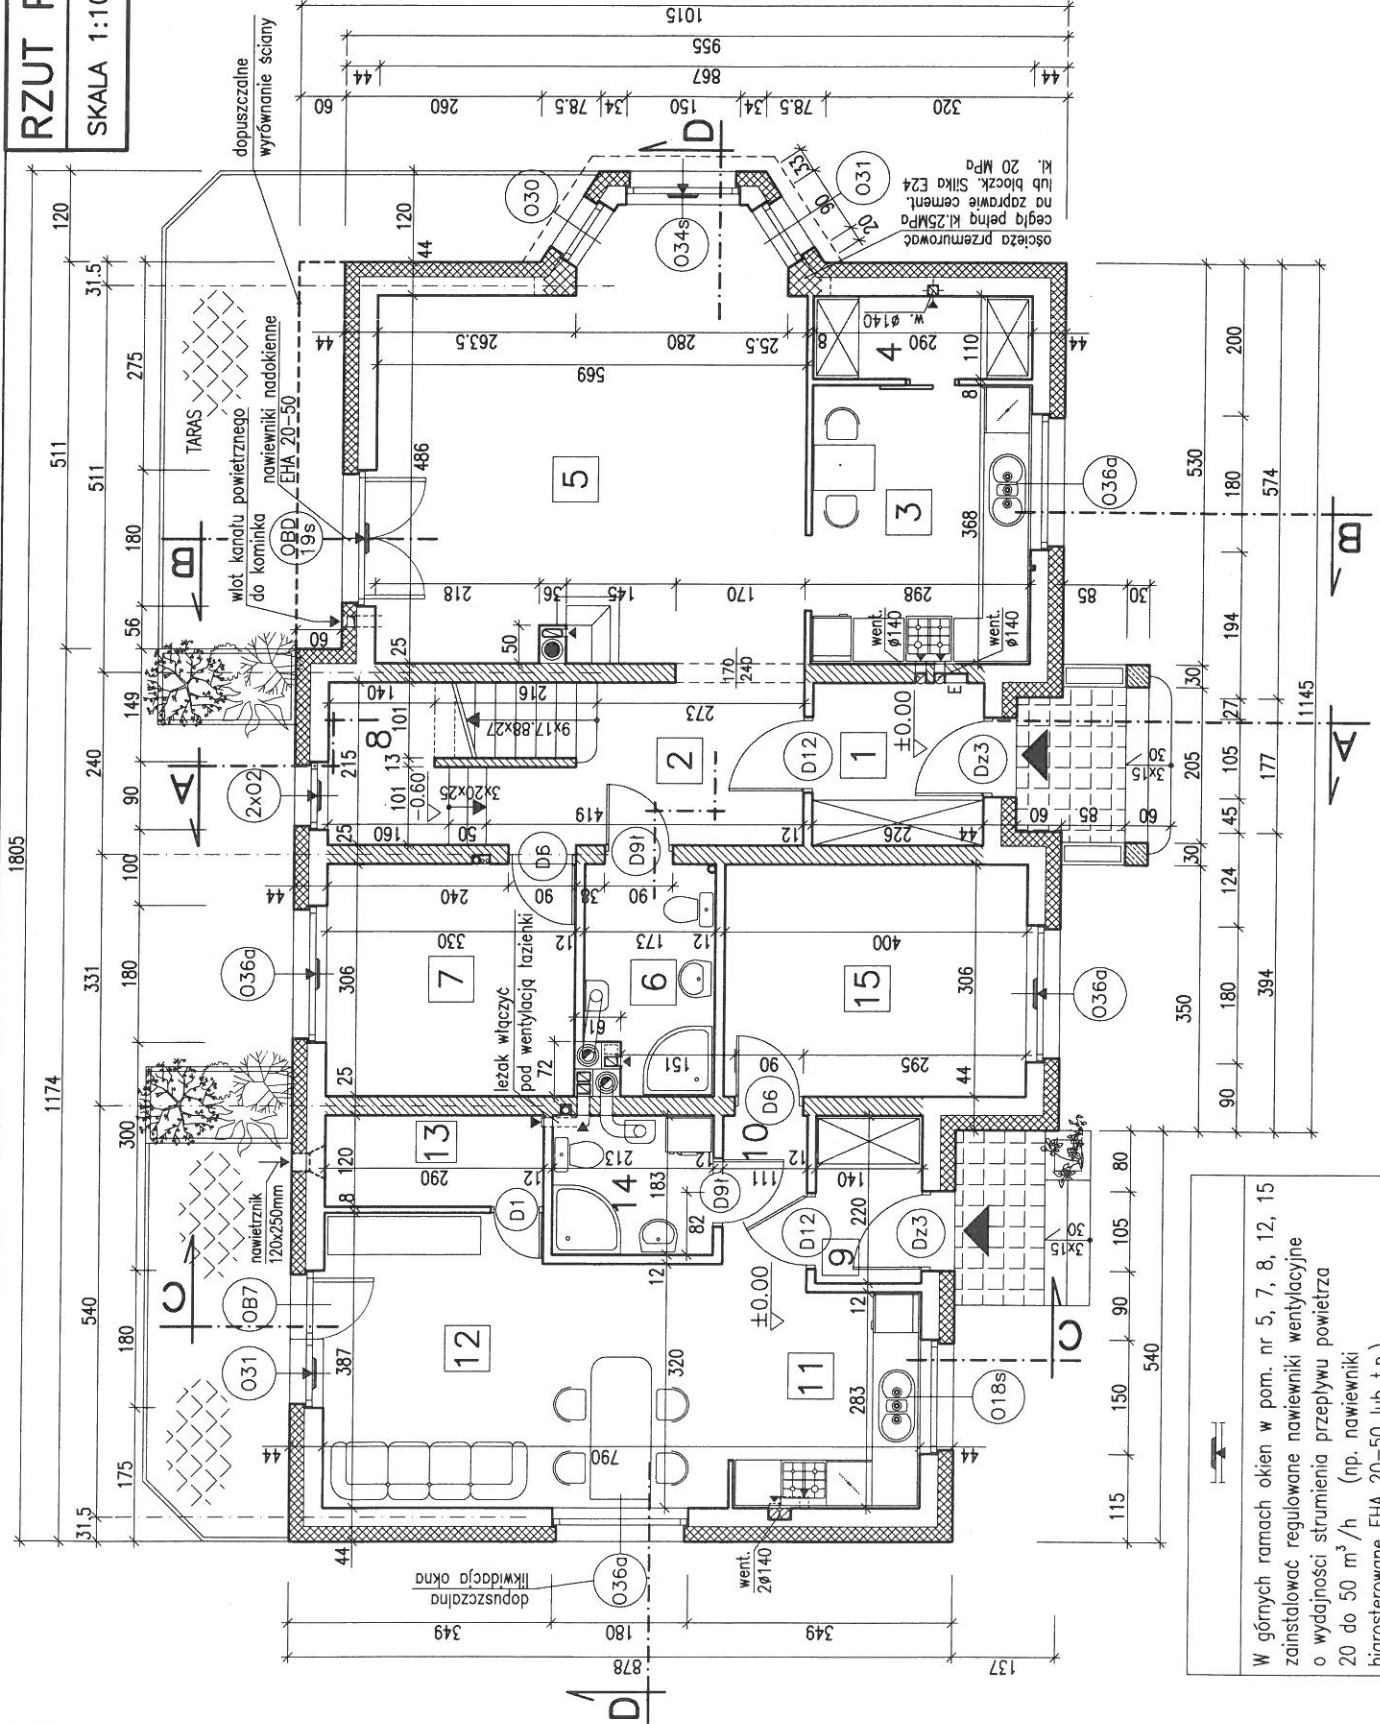 RZUT P
SKALA 1:10
dopuszczalne
wyrównanie ściany
1015
955
44
867
44
60
260
78.5
34
150
34
78.5
320
1805
120
511
1174
31.5
511
240
331
540
31.5
275
180
56
149
90
100
180
300
180
175
TARAS
wlot kanału powietrznego
do kominka
nawiewniki nadokienne
EHA 20-50
OBD
19s
O30
O34s
O31
33
90
20
ościeża przemurować
cegłą pełną kl.25MPa
na zaprawie cement.
lub bloczk. Silka E24
kl. 20 MPa
120
44
44
263.5
280
25.5
8
290
44
569
w. ø140
4
110
8
486
5
3
368
O36a
218
36
145
170
298
60
25
50
went.
ø140
went.
ø140
E
85
30
170
240
140
216
273
101
13
101
9x17.88x27
3x20x25
8
215
-0.60
2
419
160
50
25
12
226
44
D12
1
±0.00
Dz3
30
3x15
60
85
60
2x02
D6
D9ł
44
240
90
38
90
330
12
173
12
400
O36a
7
306
6
15
306
O36a
leżak włączyć
pod wentylacją łazienki
61
72
151
90
295
25
44
D6
nawietrznik
120x250mm
13
120
290
12
213
12
111
12
140
10
14
183
82
D1
D9ł
D12
220
9
Dz3
30
3x15
8
12
12
±0.00
OB7
O31
12
387
320
11
283
O18s
790
44
44
44
went.
2ø140
dopuszczalna
likwidacja okna
O36a
349
180
349
878
137
530
30
205
30
350
200
180
194
27
105
45
124
180
90
574
177
394
1145
80
105
90
150
115
540
A
A
B
B
C
C
D
D
W górnych ramach okien w pom. nr 5, 7, 8, 12, 15
zainstalować regulowane nawiewniki wentylacyjne
o wydajności strumienia przepływu powietrza
20 do 50 m³/h (np. nawiewniki
higrosterowane EHA 20-50 lub t.p.)